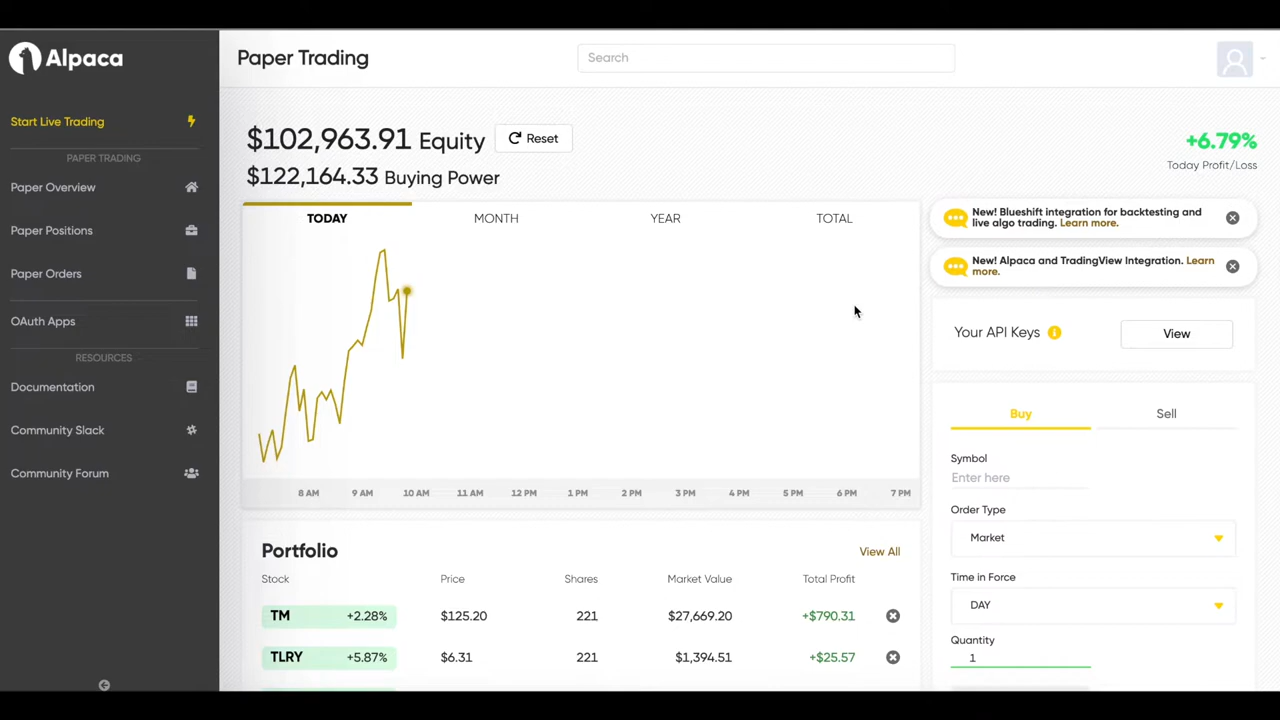 Alpaca
Paper Trading
Search
Start Live Trading
PAPER TRADING
Paper Overview
Paper Positions
Paper Orders
OAuth Apps
RESOURCES
Documentation
Community Slack
Community Forum
$102,963.91 Equity
Reset
$122,164.33 Buying Power
+6.79%
Today Profit/Loss
TODAY MONTH YEAR TOTAL
8 AM 9 AM 10 AM 11 AM 12 PM 1 PM 2 PM 3 PM 4 PM 5 PM 6 PM 7 PM
New! Blueshift integration for backtesting and
live algo trading. Learn more.
New! Alpaca and TradingView Integration. Learn
more.
Your API Keys
View
Portfolio
View All
Stock Price Shares Market Value Total Profit
TM +2.28% $125.20 221 $27,669.20 +$790.31
TLRY +5.87% $6.31 221 $1,394.51 +$25.57
Buy Sell
Symbol
Enter here
Order Type
Market
Time in Force
DAY
Quantity
1